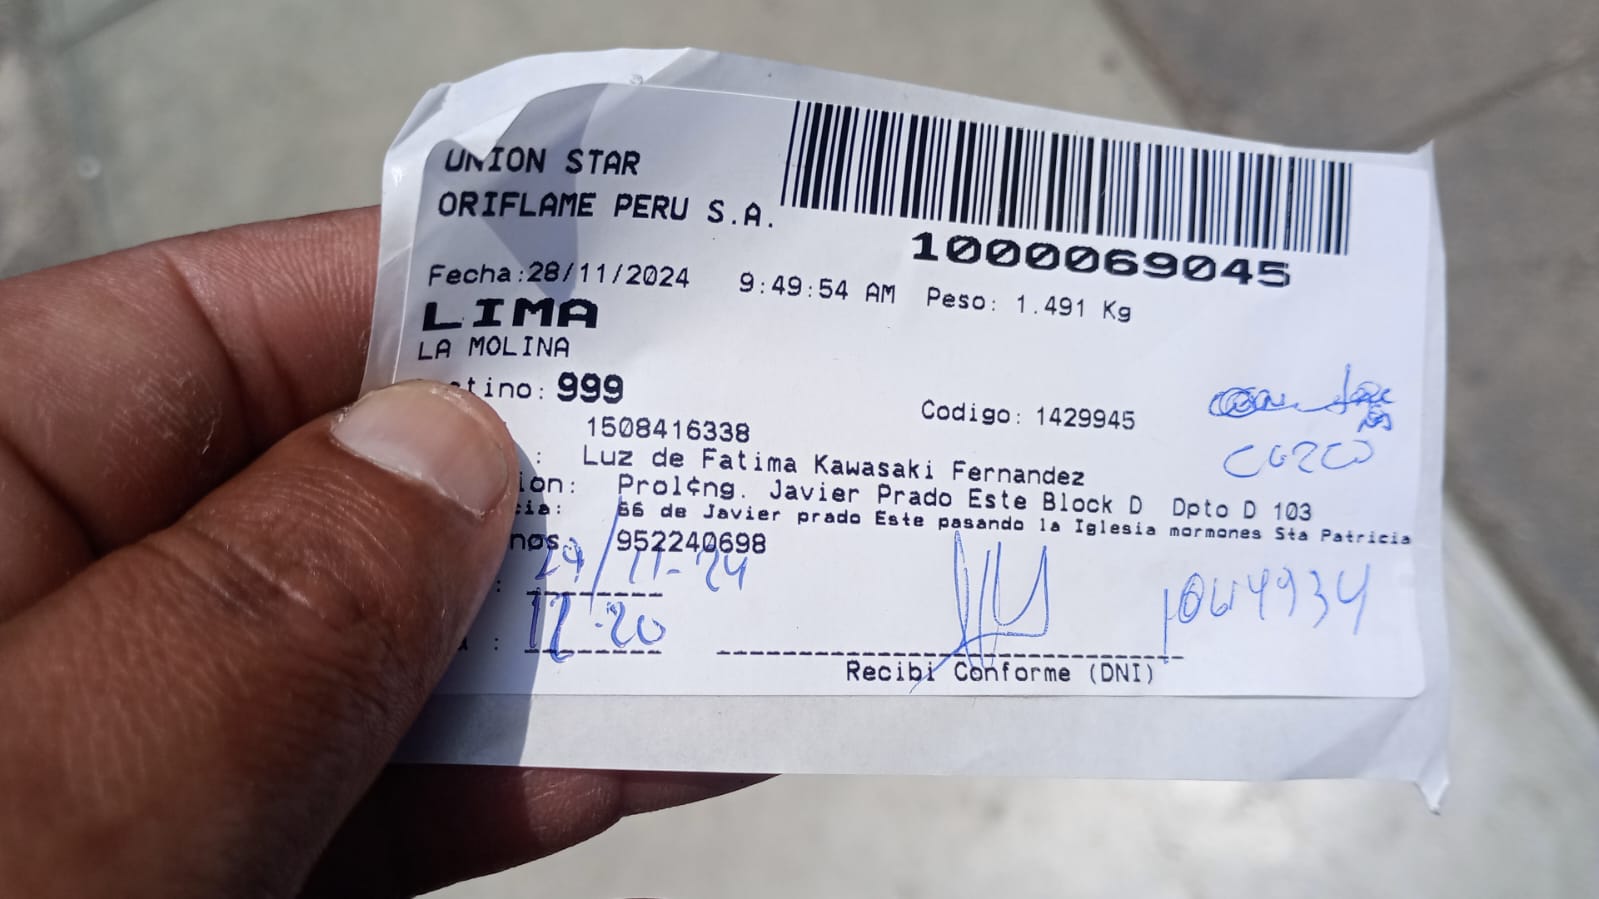 UNION STAR
ORIFLAME PERU S.A.
1000069045
Fecha:28/11/2024 9:49:54 AM Peso: 1.491 Kg
LIMA
LA MOLINA
tino: 999
Codigo: 1429945
1508416338
: Luz de Fatima Kawasaki Fernandez
ion: Prol¢ng. Javier Prado Este Block D Dpto D 103
cia: 66 de Javier prado Este pasando la Iglesia mormones Sta Patricia
nos 952240698
: 29/11-24
: 12-20
Recibi Conforme (DNI)